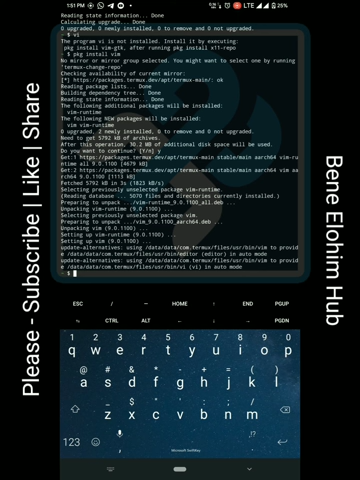 1:51 PM
LTE
25%
Reading state information... Done
Calculating upgrade... Done
0 upgraded, 0 newly installed, 0 to remove and 0 not upgraded.
~ $ vi
The program vi is not installed. Install it by executing:
pkg install vim-gtk, after running pkg install x11-repo
~ $ pkg install vim
No mirror or mirror group selected. You might want to select one by running
'termux-change-repo'
Checking availability of current mirror:
[*] https://packages.termux.dev/apt/termux-main/: ok
Reading package lists... Done
Building dependency tree... Done
Reading state information... Done
The following additional packages will be installed:
vim-runtime
The following NEW packages will be installed:
vim vim-runtime
0 upgraded, 2 newly installed, 0 to remove and 0 not upgraded.
Need to get 5792 kB of archives.
After this operation, 30.2 MB of additional disk space will be used.
Do you want to continue? [Y/n] y
Get:1 https://packages.termux.dev/apt/termux-main stable/main aarch64 vim-ru
ntime all 9.0.1100 [4679 kB]
Get:2 https://packages.termux.dev/apt/termux-main stable/main aarch64 vim aa
rch64 9.0.1100 [1113 kB]
Fetched 5792 kB in 3s (1823 kB/s)
Selecting previously unselected package vim-runtime.
(Reading database ... 5070 files and directories currently installed.)
Preparing to unpack .../vim-runtime_9.0.1100_all.deb ...
Unpacking vim-runtime (9.0.1100) ...
Selecting previously unselected package vim.
Preparing to unpack .../vim_9.0.1100_aarch64.deb ...
Unpacking vim (9.0.1100) ...
Setting up vim-runtime (9.0.1100) ...
Setting up vim (9.0.1100) ...
update-alternatives: using /data/data/com.termux/files/usr/bin/vim to provid
e /data/data/com.termux/files/usr/bin/editor (editor) in auto mode
update-alternatives: using /data/data/com.termux/files/usr/bin/vim to provid
e /data/data/com.termux/files/usr/bin/vi (vi) in auto mode
~ $
Please - Subscribe | Like | Share
Bene Elohim Hub
ESC / — HOME ↑ END PGUP
↹ CTRL ALT ← ↓ → PGDN
1 2 3 4 5 6 7 8 9 0
q w e r t y u i o p
@ # & * - + = ( )
a s d f g h j k l
_ $ " ' : ; /
z x c v b n m
123 , !? .
Microsoft SwiftKey